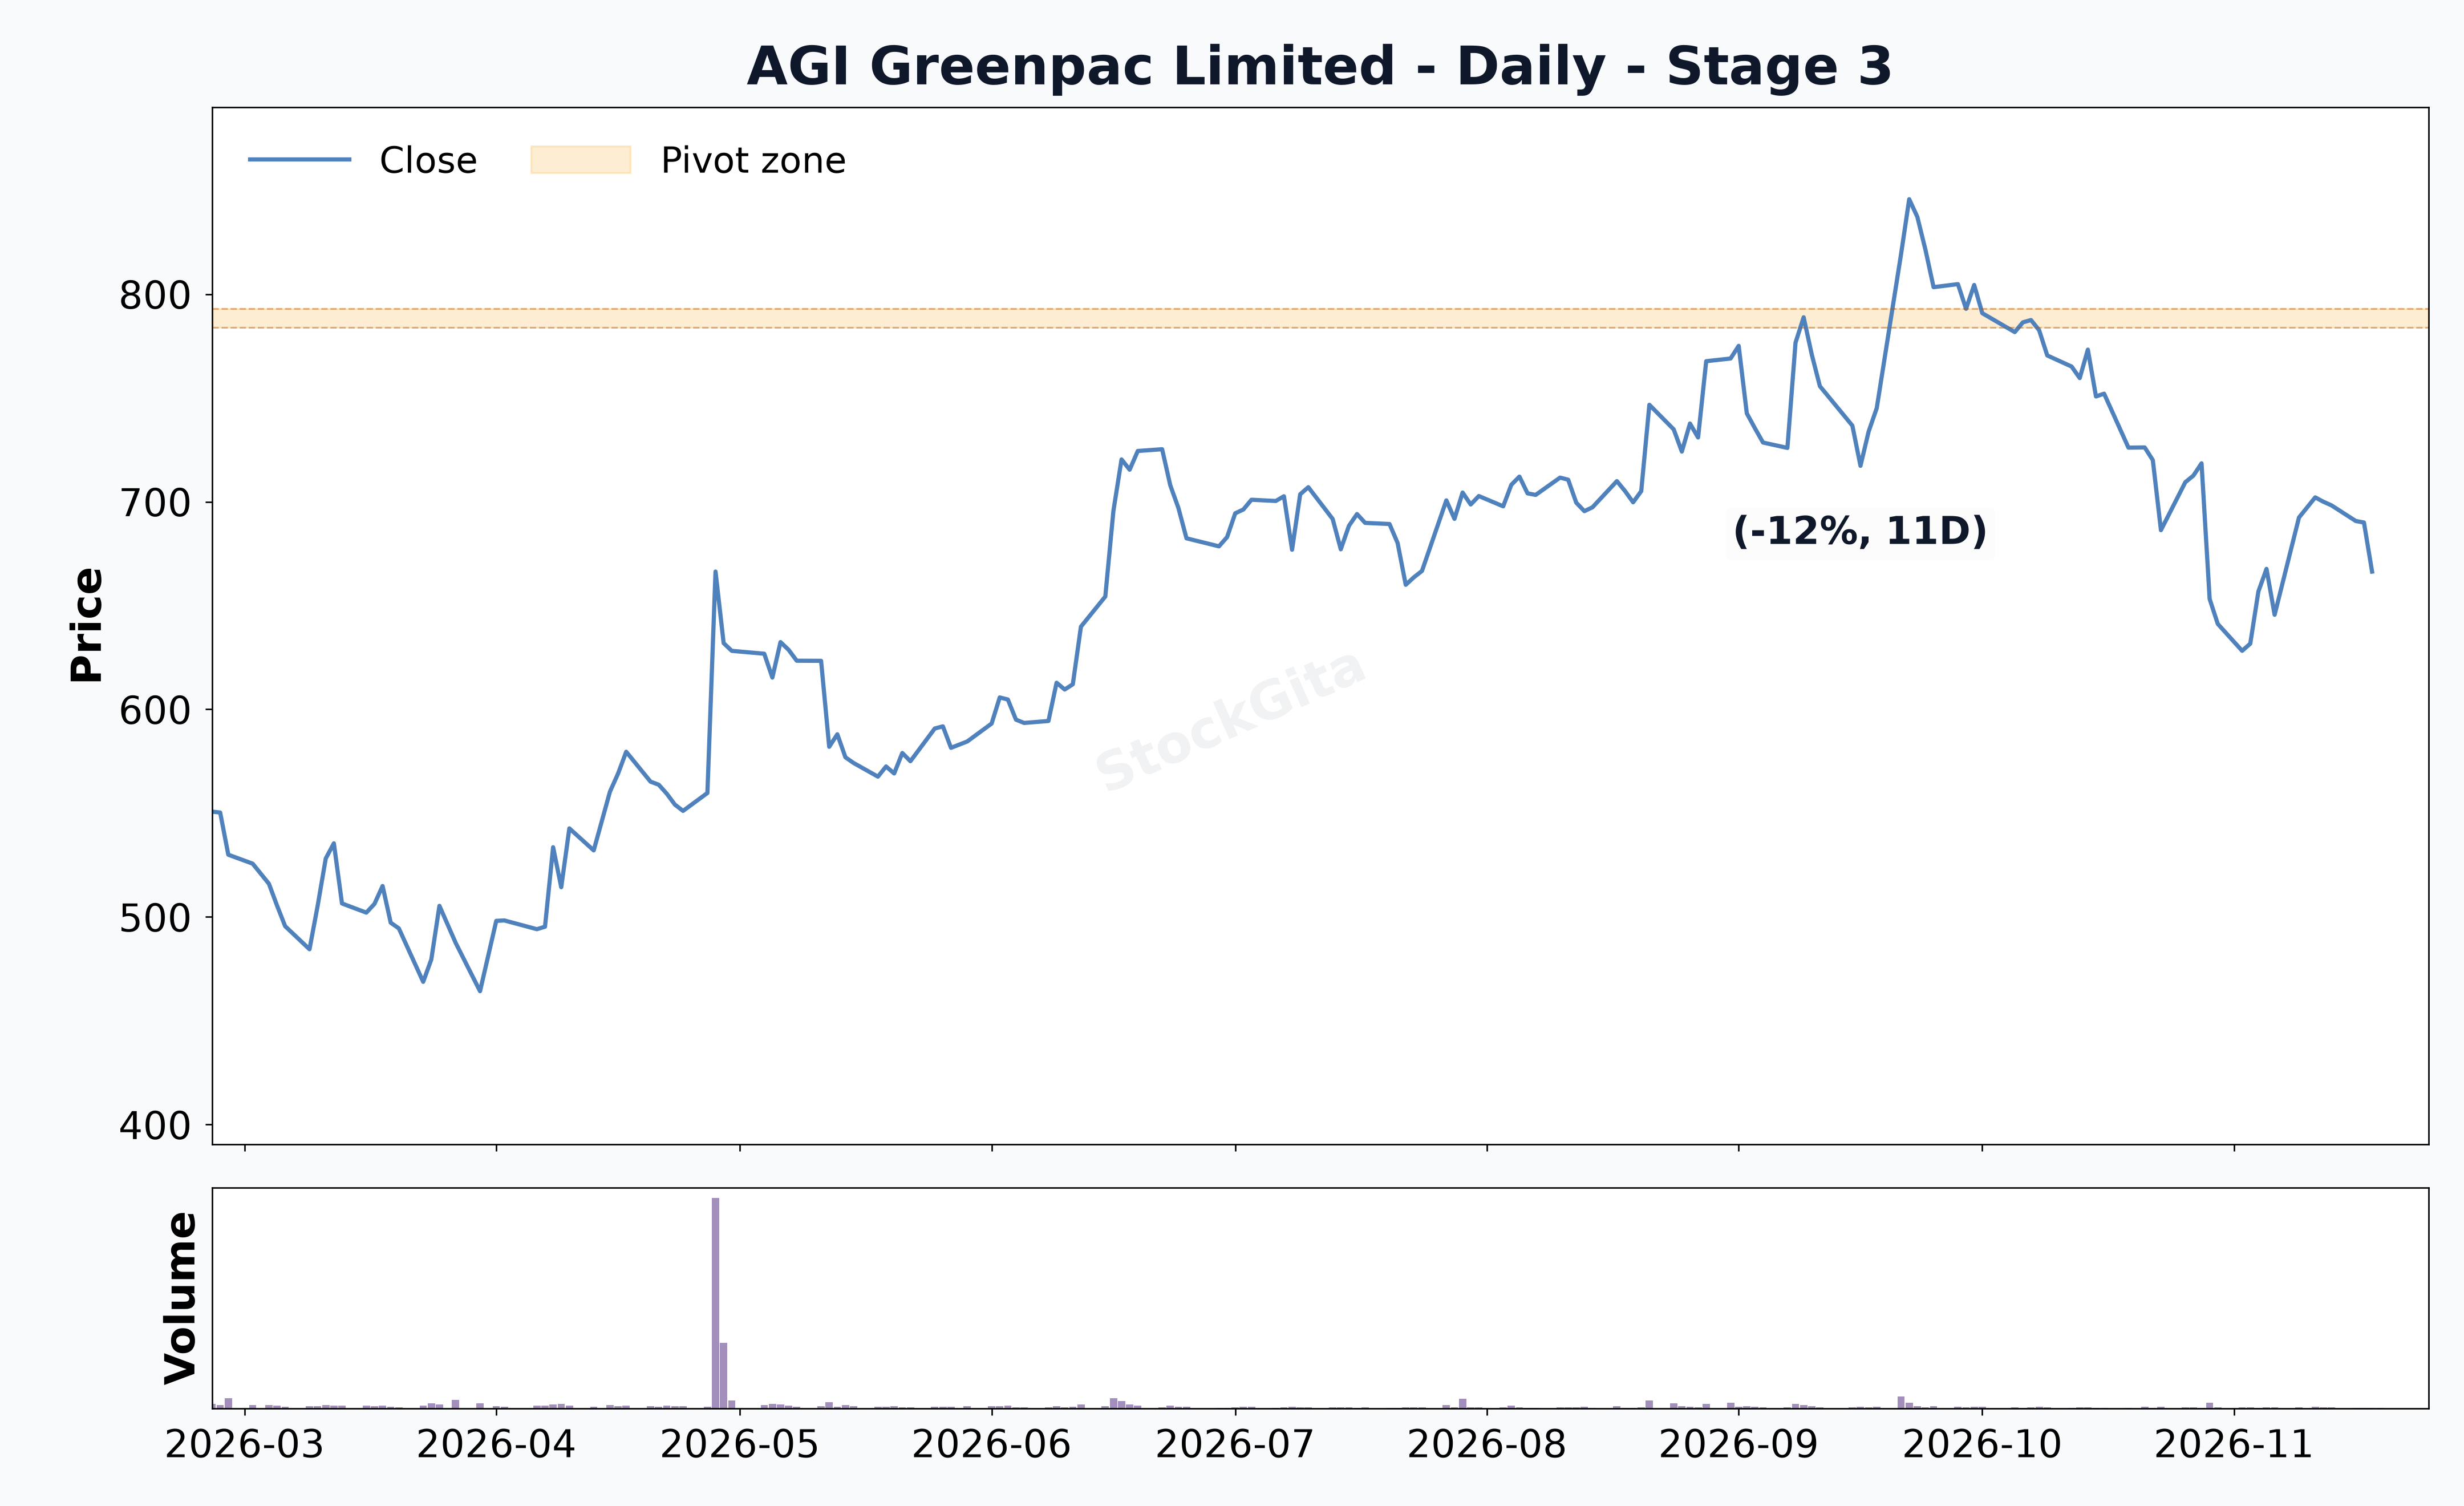 AGI Greenpac Limited - Daily - Stage 3
Close
Pivot zone
800
700
600
500
400
Price
(-12%, 11D)
StockGita
Volume
2026-03
2026-04
2026-05
2026-06
2026-07
2026-08
2026-09
2026-10
2026-11